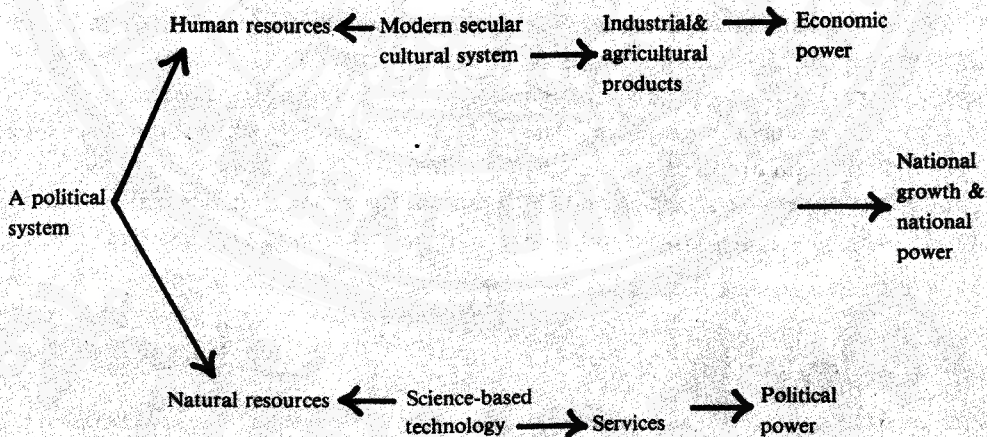 Human resources
Modern secular
cultural system
Industrial&
agricultural
products
Economic
power
A political
system
National
growth &
national
power
Natural resources
Science-based
technology
Services
Political
power